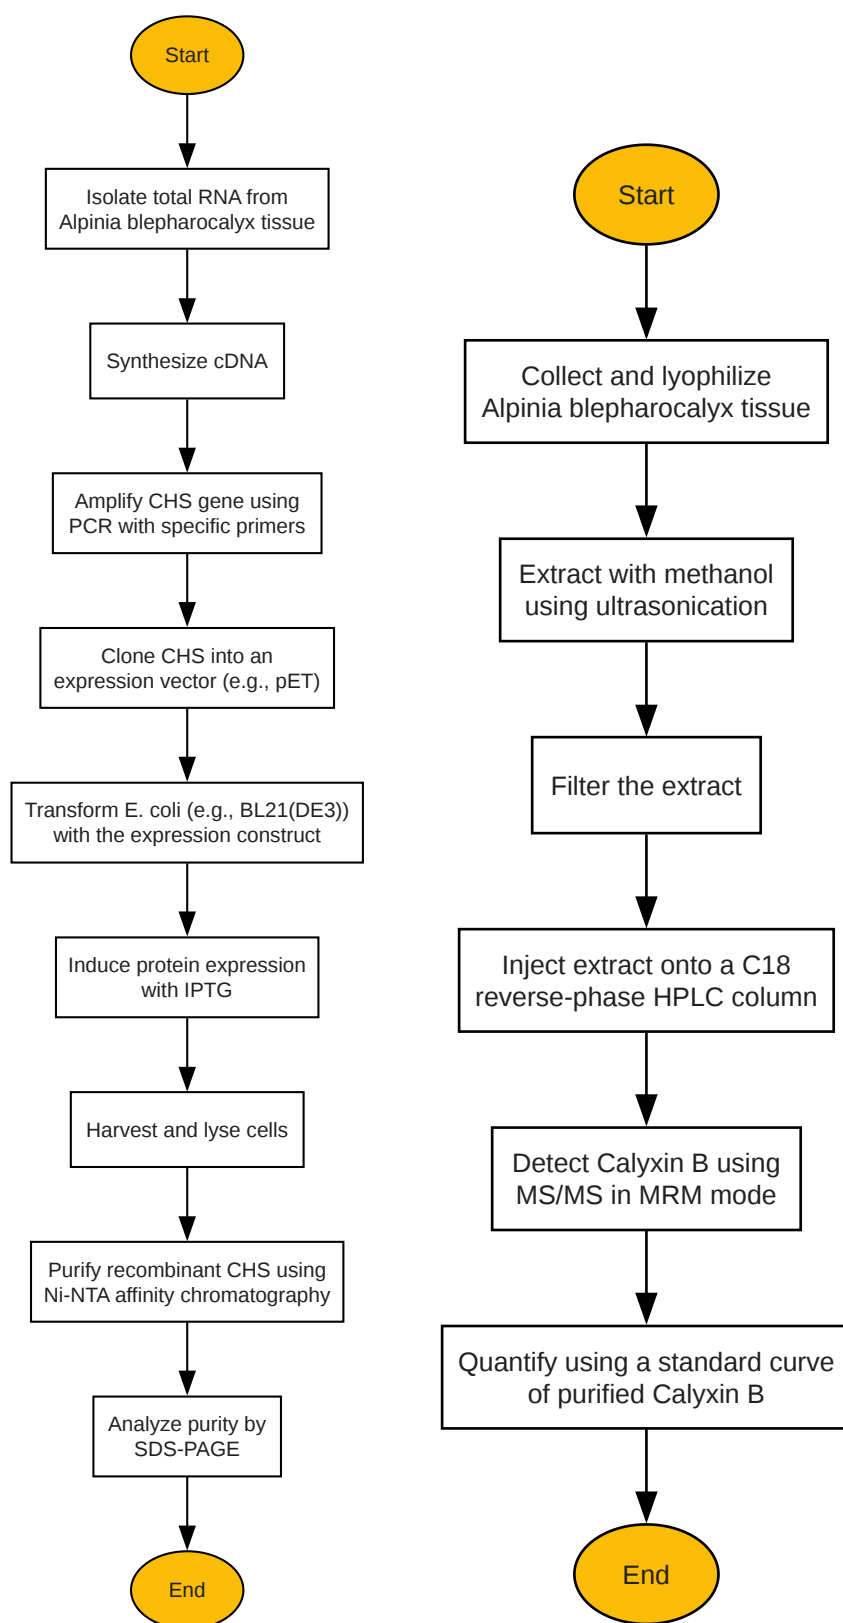 Start
Isolate total RNA from
Alpinia blepharocalyx tissue
Synthesize cDNA
Amplify CHS gene using
PCR with specific primers
Clone CHS into an
expression vector (e.g., pET)
Transform E. coli (e.g., BL21(DE3))
with the expression construct
Induce protein expression
with IPTG
Harvest and lyse cells
Purify recombinant CHS using
Ni-NTA affinity chromatography
Analyze purity by
SDS-PAGE
End
Start
Collect and lyophilize
Alpinia blepharocalyx tissue
Extract with methanol
using ultrasonication
Filter the extract
Inject extract onto a C18
reverse-phase HPLC column
Detect Calyxin B using
MS/MS in MRM mode
Quantify using a standard curve
of purified Calyxin B
End